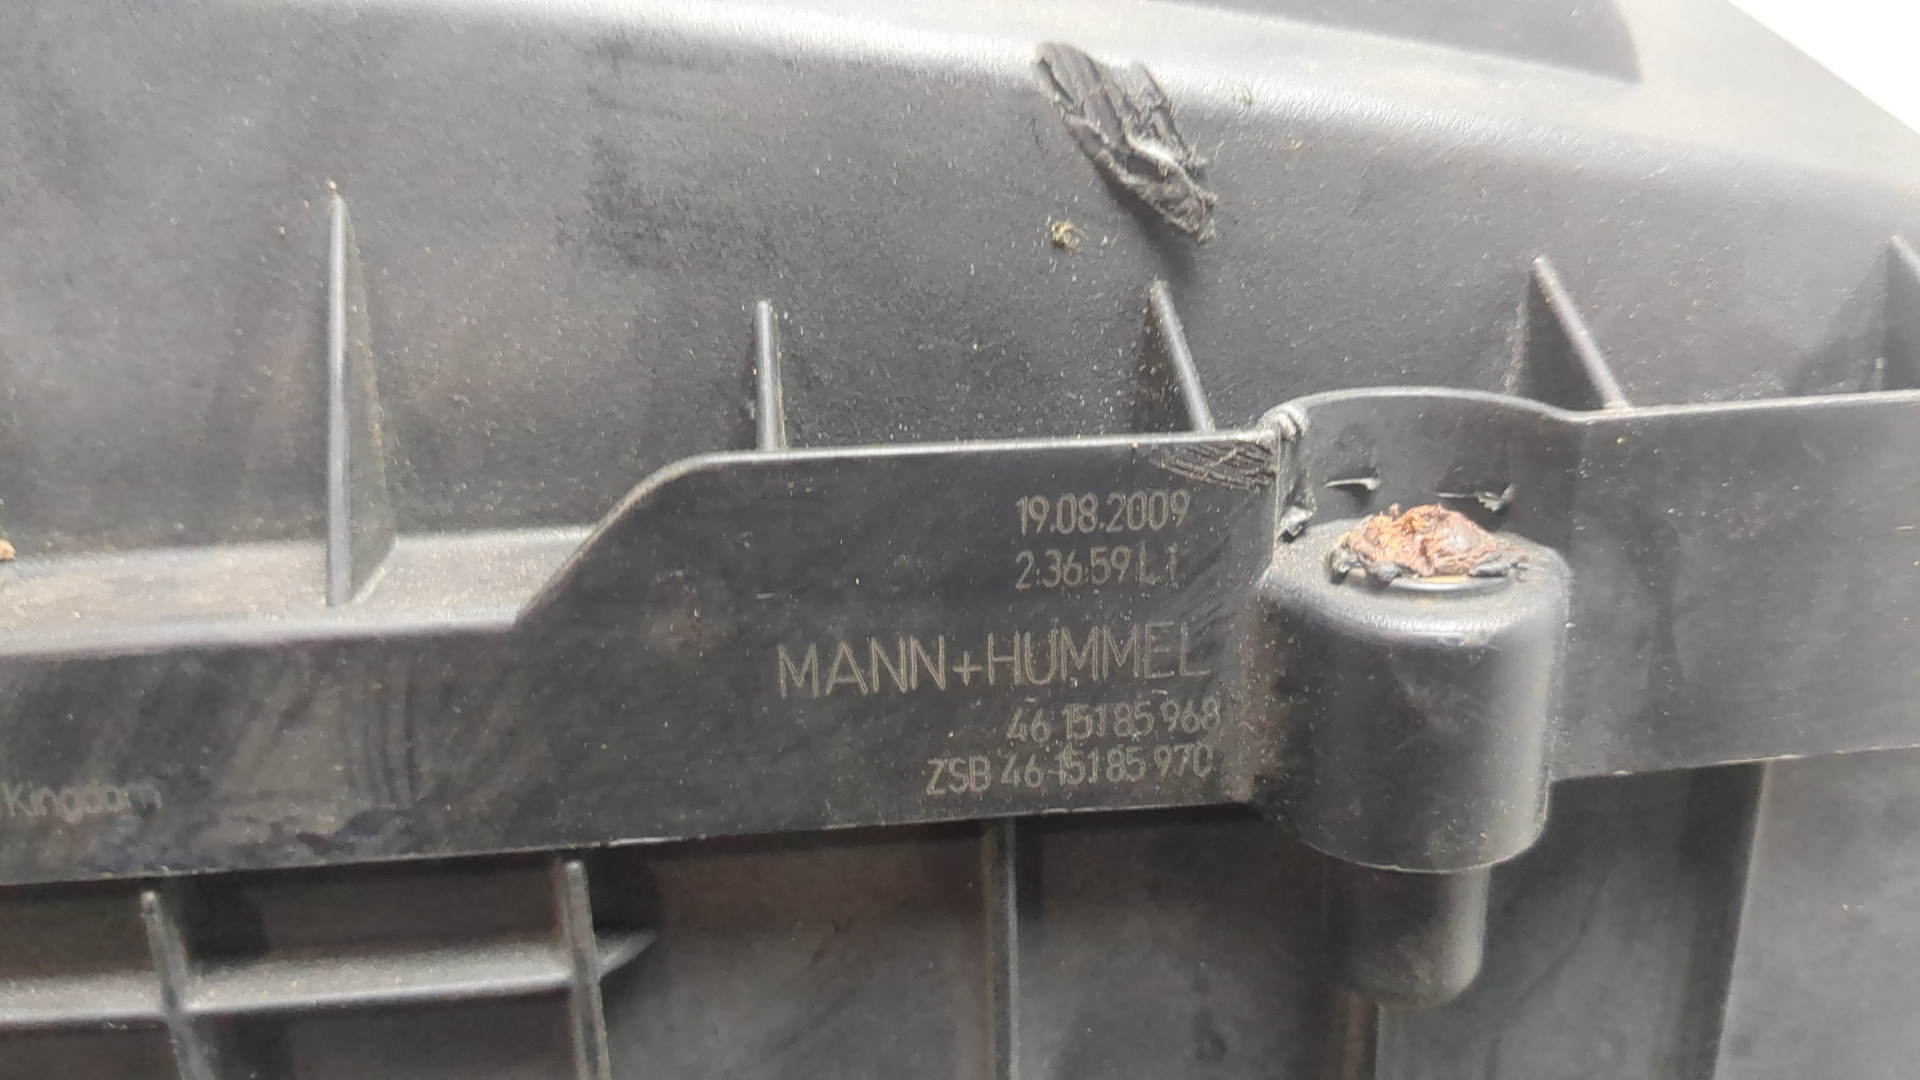 19.08.2009
2:36:59 L1
MANN+HUMMEL
46 151 85 968
ZSB 46 151 85 970
Kingdom